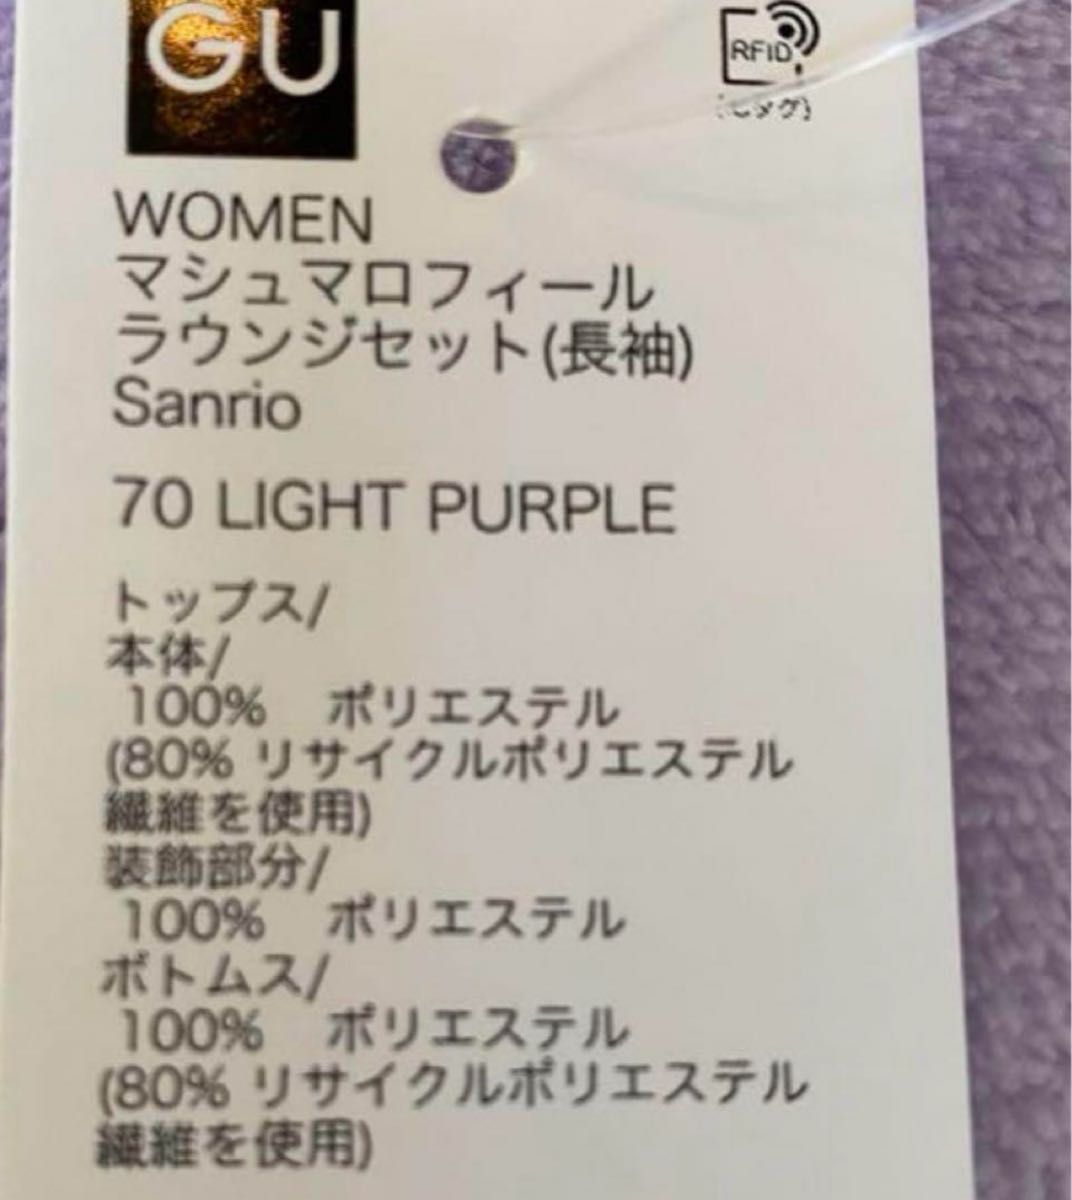 GU
RFID
WOMEN
マシュマロフィール
ラウンジセット(長袖)
Sanrio
70 LIGHT PURPLE
トップス/
本体/
100% ポリエステル
(80% リサイクルポリエステル
繊維を使用)
装飾部分/
100% ポリエステル
ボトムス/
100% ポリエステル
(80% リサイクルポリエステル
繊維を使用)